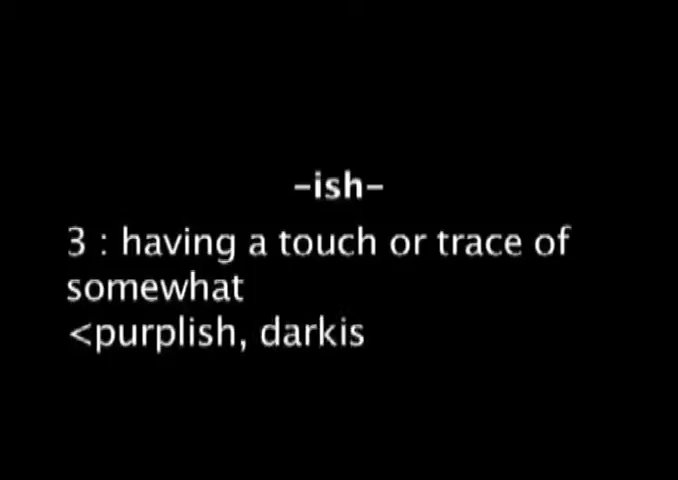 -ish-
3 : having a touch or trace of
somewhat
<purplish, darkis